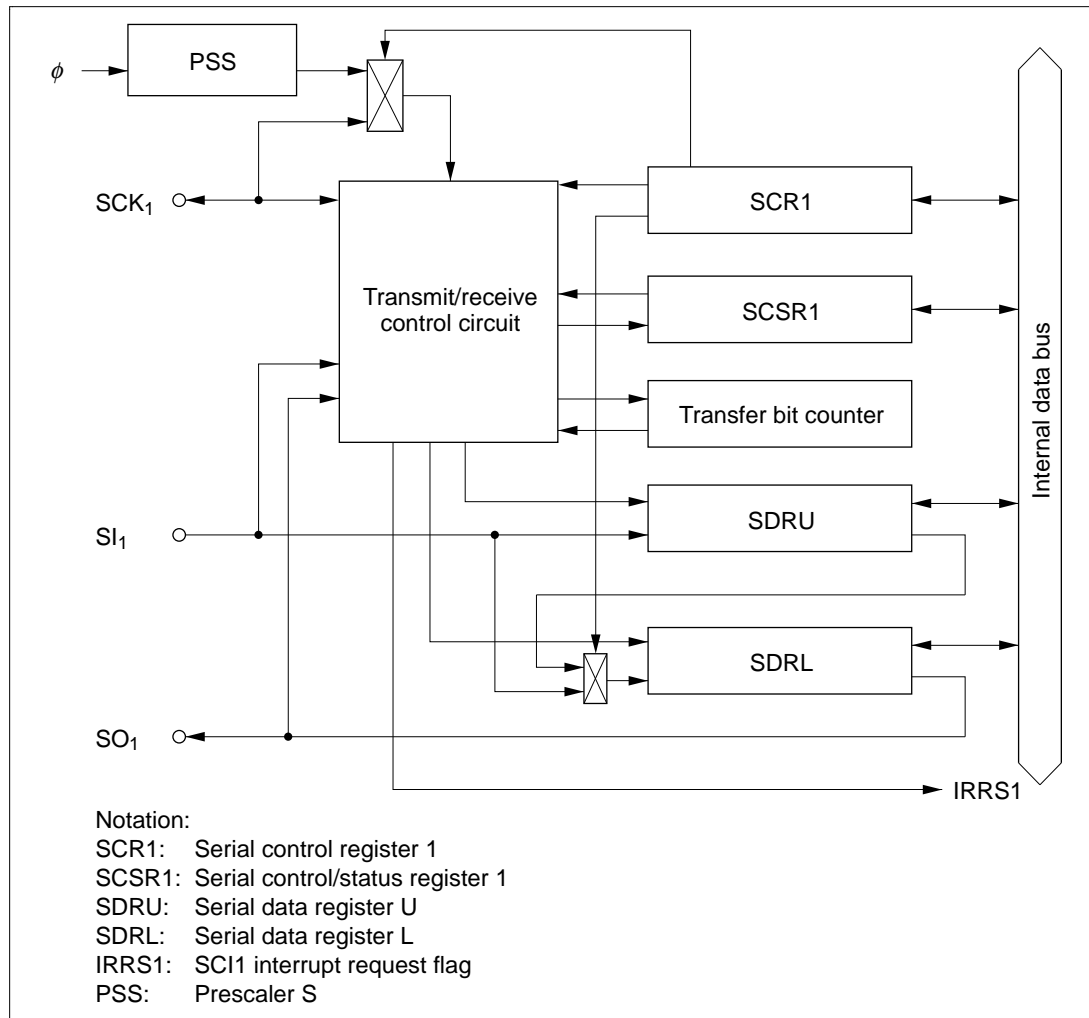 ϕ
PSS
SCK1
SCR1
Transmit/receive
control circuit
SCSR1
Transfer bit counter
Internal data bus
SI1
SDRU
SDRL
SO1
IRRS1
Notation:
SCR1: Serial control register 1
SCSR1: Serial control/status register 1
SDRU: Serial data register U
SDRL: Serial data register L
IRRS1: SCI1 interrupt request flag
PSS: Prescaler S